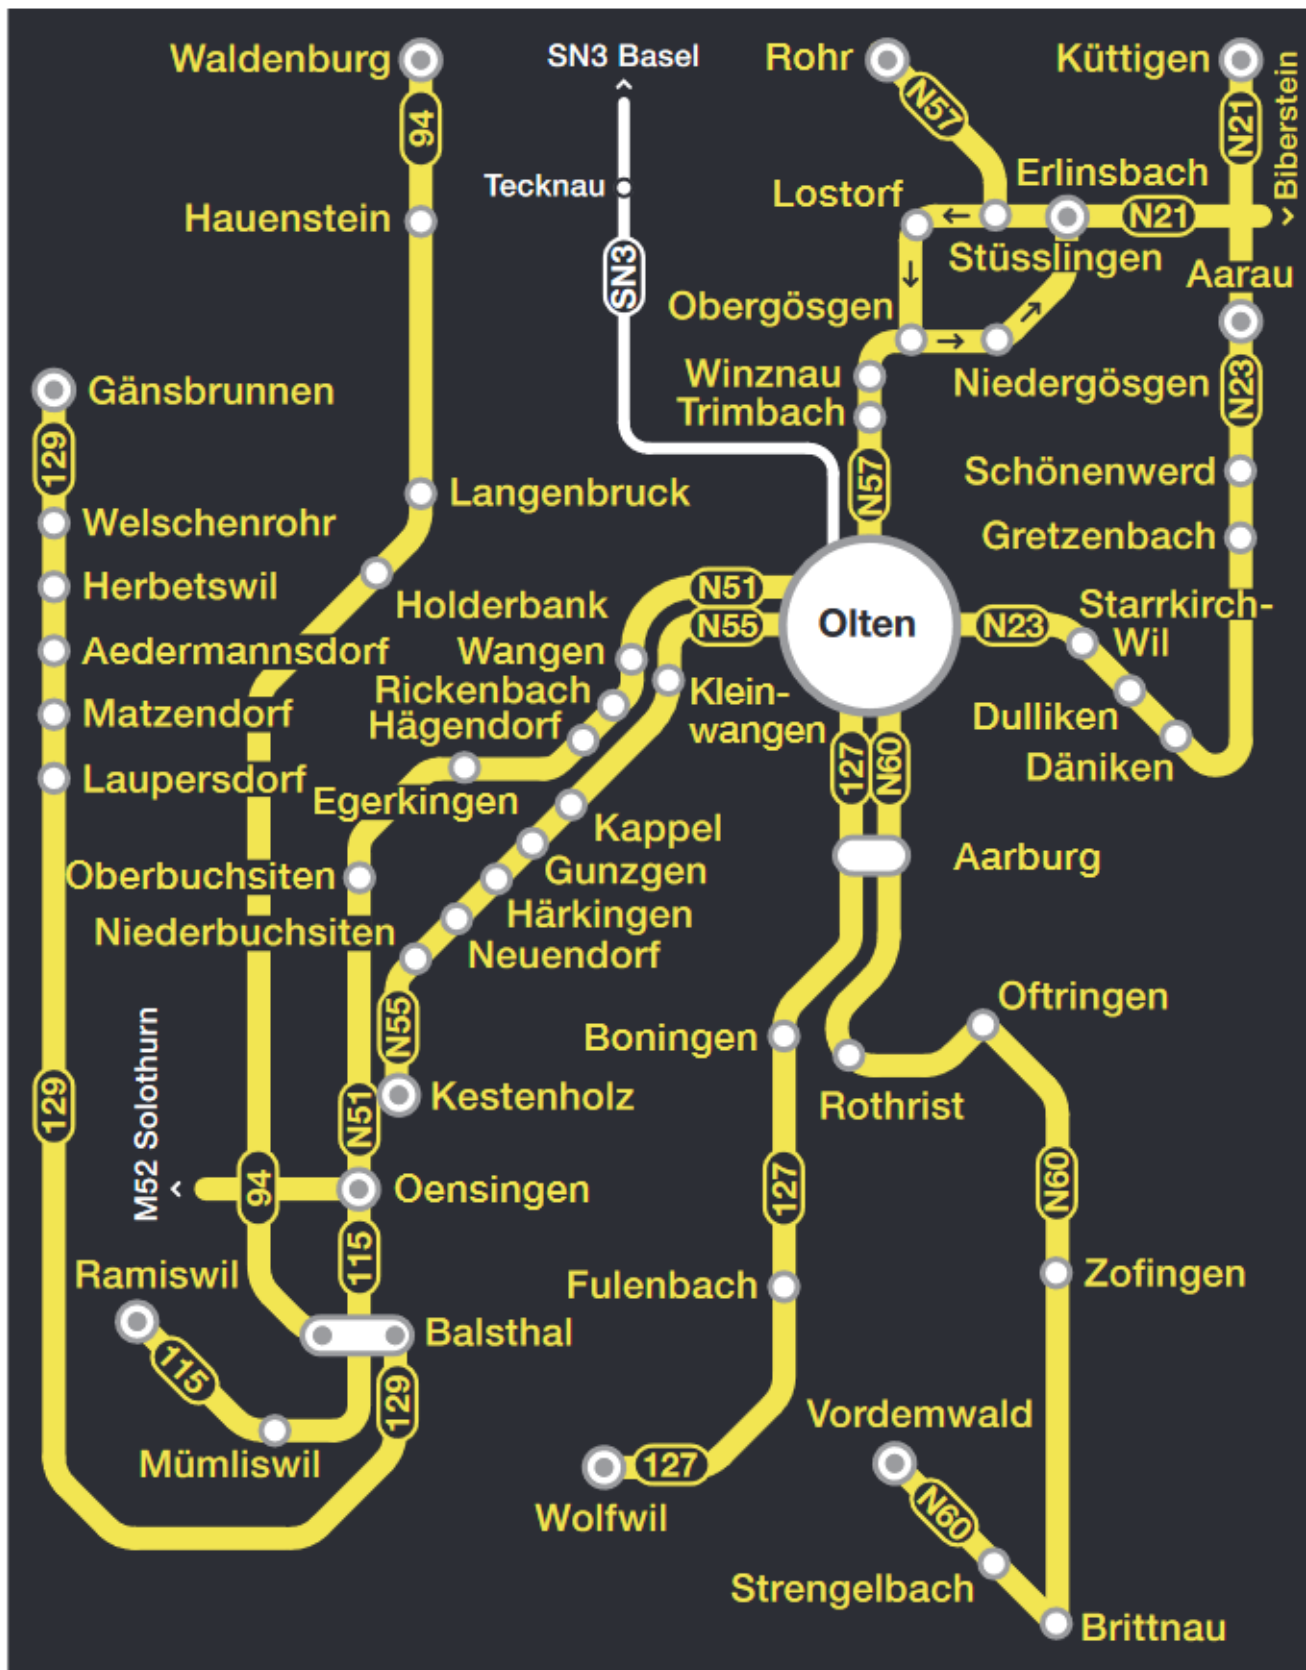 Waldenburg
SN3 Basel
Rohr
Küttigen
94
N57
N21
Biberstein
Tecknau
Erlinsbach
Lostorf
Hauenstein
N21
SN3
Stüsslingen
Aarau
Obergösgen
Winznau
Niedergösgen
Gänsbrunnen
N23
Trimbach
129
Schönenwerd
Langenbruck
N57
Welschenrohr
Gretzenbach
Herbetswil
N51
Holderbank
Starrkirch-
Wil
N55
Olten
N23
Aedermannsdorf
Wangen
Rickenbach
Klein-
wangen
Matzendorf
Hägendorf
Dulliken
Laupersdorf
127
N60
Däniken
Egerkingen
Kappel
Aarburg
Oberbuchsiten
Gunzgen
Härkingen
Niederbuchsiten
Neuendorf
Oftringen
N55
Boningen
M52 Solothurn
129
N51
Kestenholz
Rothrist
94
Oensingen
127
N60
115
Ramiswil
Fulenbach
Zofingen
Balsthal
115
129
Vordemwald
Mümliswil
127
Wolfwil
N60
Strengelbach
Brittnau